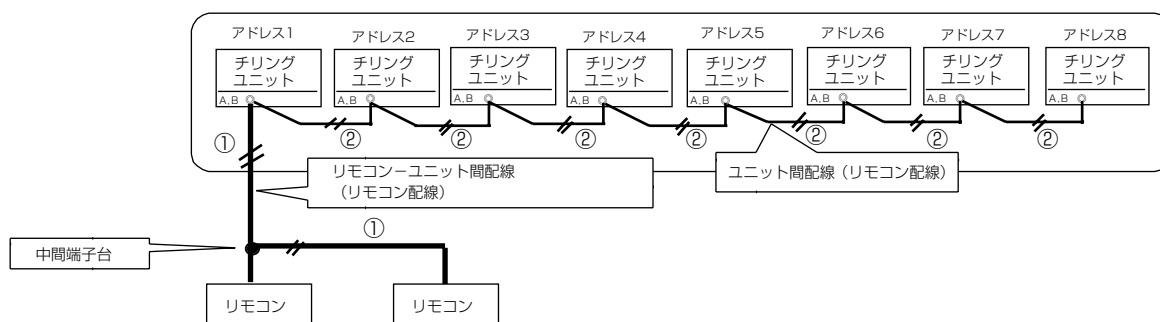 アドレス1
アドレス2
アドレス3
アドレス4
アドレス5
アドレス6
アドレス7
アドレス8
チリング
ユニット
A,B
チリング
ユニット
A,B
チリング
ユニット
A,B
チリング
ユニット
A,B
チリング
ユニット
A,B
チリング
ユニット
A,B
チリング
ユニット
A,B
チリング
ユニット
A,B
①
②
②
②
②
②
②
②
リモコン−ユニット間配線
（リモコン配線）
ユニット間配線（リモコン配線）
①
中間端子台
リモコン
リモコン